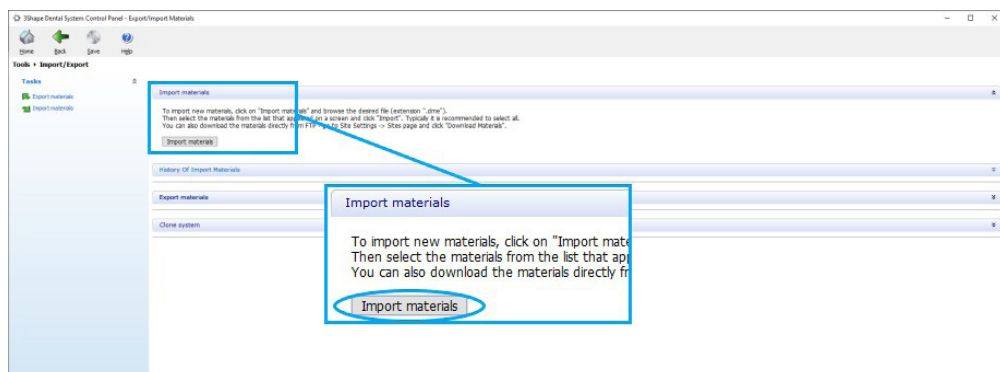 3Shape Dental System Control Panel - Export/Import Materials
Home Back Save Help
Tools Import/Export
Tasks
Export materials
Import materials
Import materials
To import new materials, click on "Import materials" and browse the desired file (extension ".dme").
Then select the materials from the list that appeared on a screen and click "Import". Typically it is recommended to select all.
You can also download the materials directly from FTP - go to Site Settings -> Sites page and click "Download Materials".
Import materials
History Of Import Materials
Export materials
Clone system
Import materials
To import new materials, click on "Import mate
Then select the materials from the list that ap
You can also download the materials directly fr
Import materials